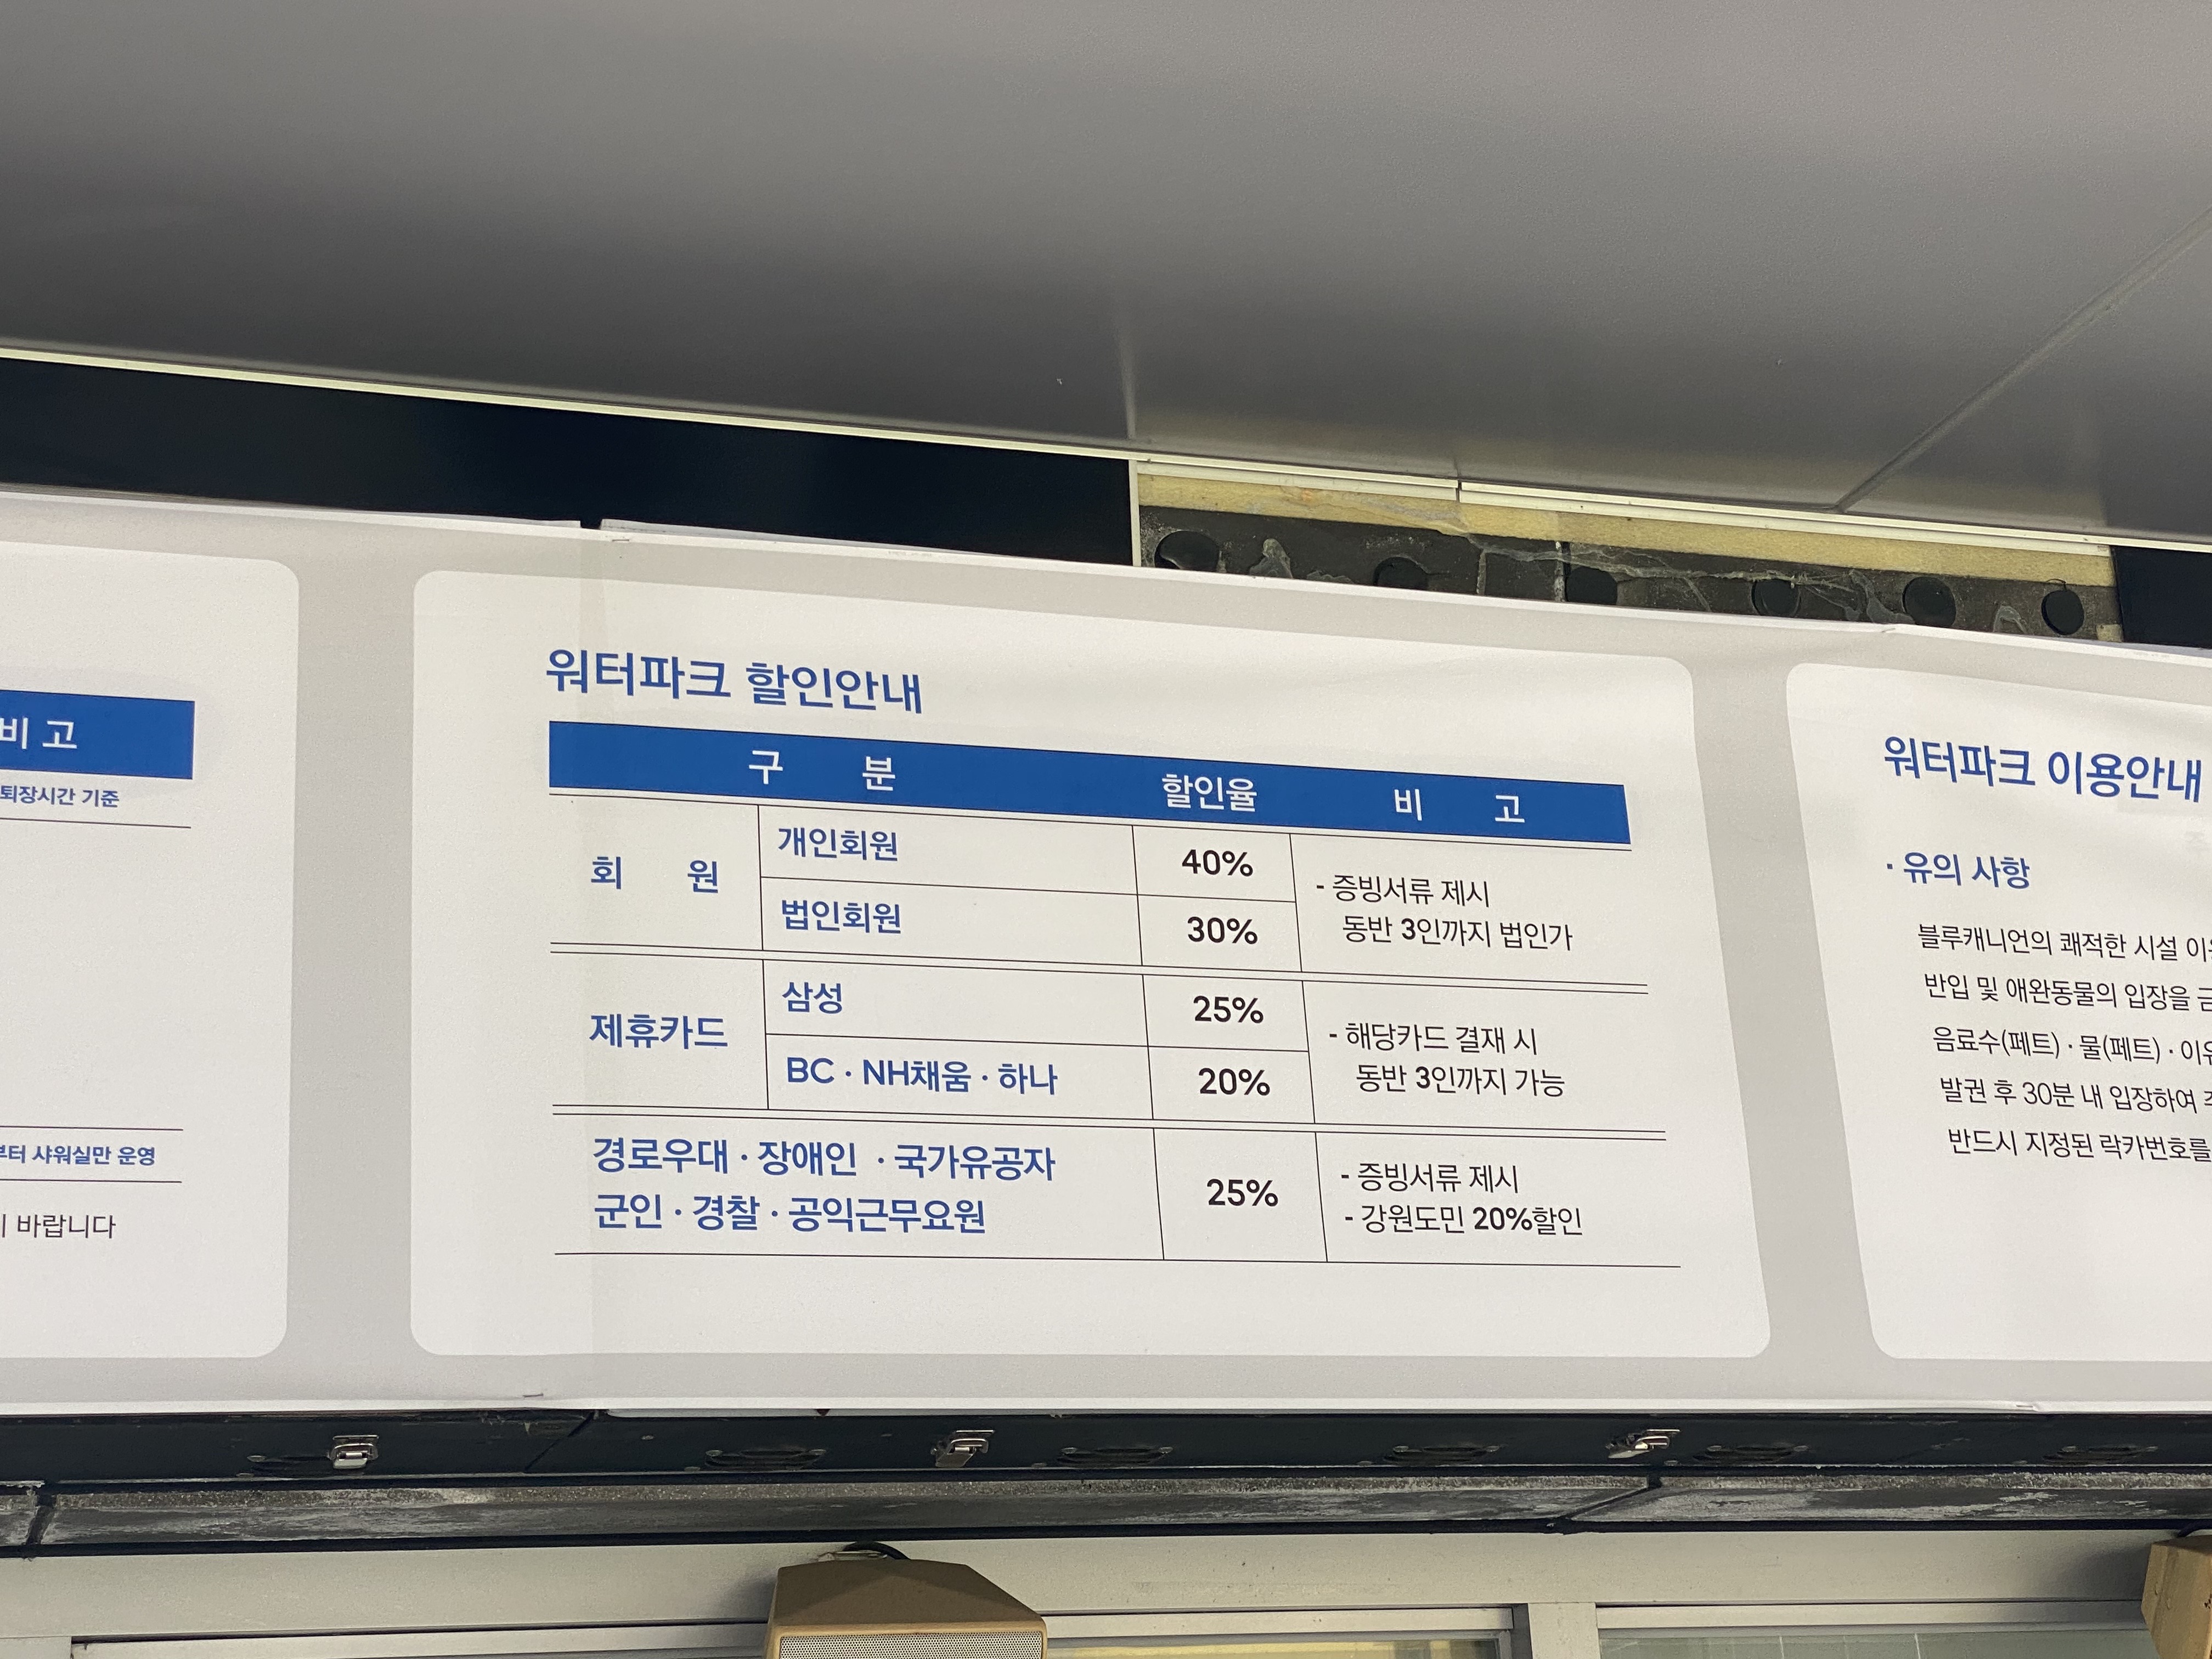 비 고
퇴장시간 기준
샤워실만 운영
바랍니다
워터파크 할인안내
구 분 할인율 비 고
회 원
개인회원 40%
법인회원 30%
- 증빙서류 제시
동반 3인까지 법인가
제휴카드
삼성 25%
BC · NH채움 · 하나 20%
- 해당카드 결재 시
동반 3인까지 가능
경로우대 · 장애인 · 국가유공자
군인 · 경찰 · 공익근무요원
25%
- 증빙서류 제시
- 강원도민 20%할인
워터파크 이용안내
· 유의 사항
블루캐니언의 쾌적한 시설
반입 및 애완동물의 입장을
음료수(페트) · 물(페트) ·
발권 후 30분 내 입장하여
반드시 지정된 락카번호를